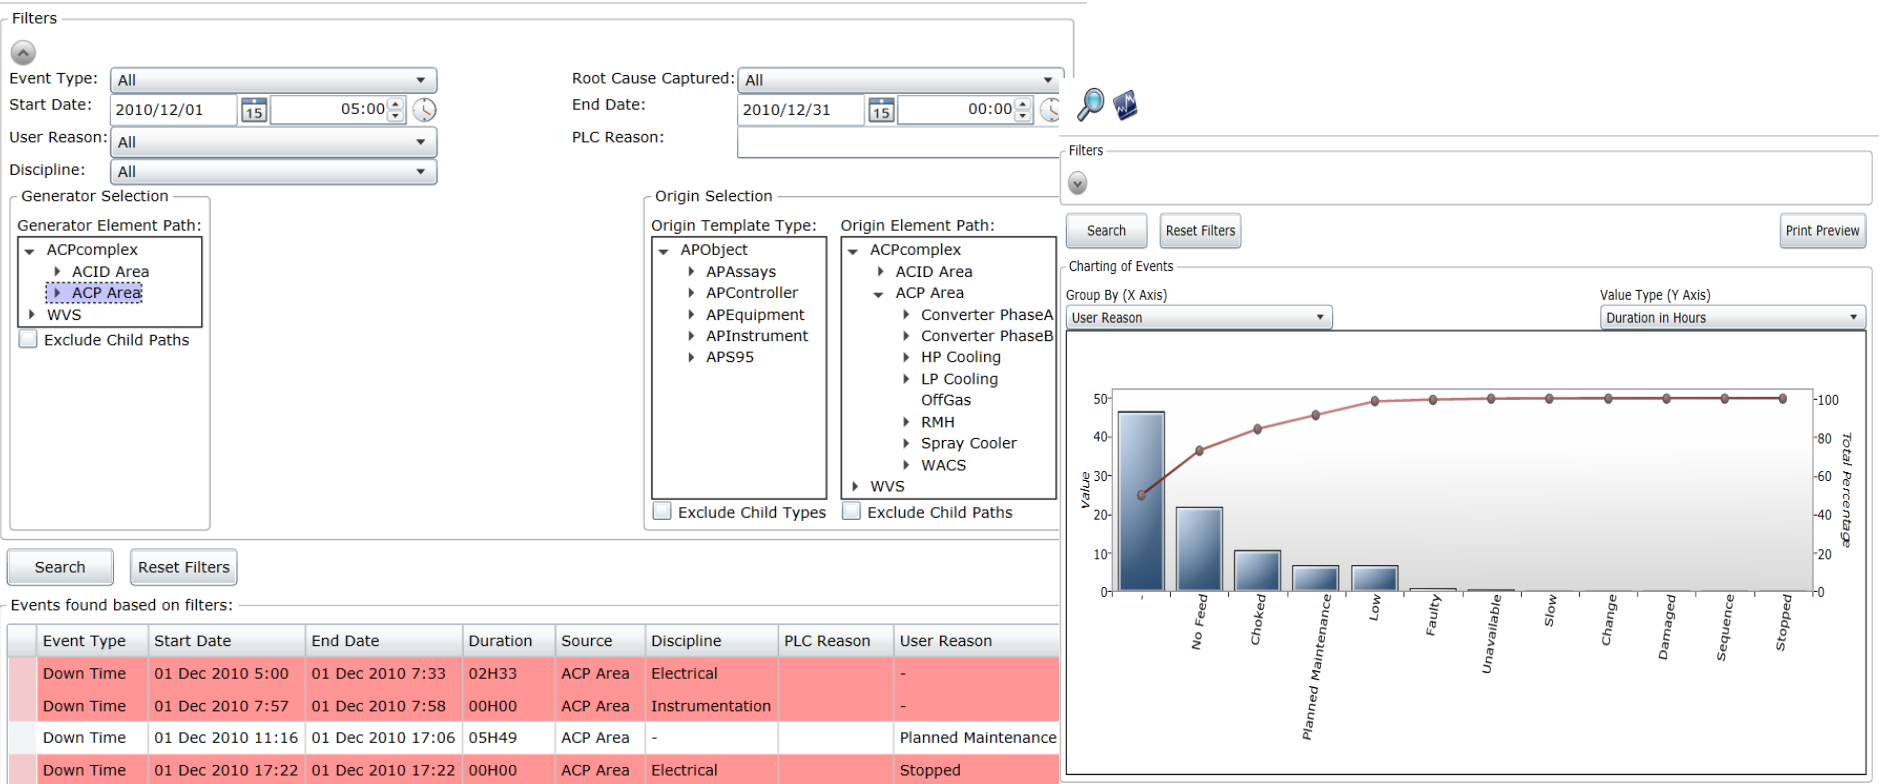 Filters
Event Type: All
Root Cause Captured: All
Start Date: 2010/12/01 15 05:00
End Date: 2010/12/31 15 00:00
User Reason: All
PLC Reason:
Discipline: All
Generator Selection
Generator Element Path:
ACPcomplex
ACID Area
ACP Area
WVS
Exclude Child Paths
Origin Selection
Origin Template Type:
APObject
APAssays
APController
APEquipment
APInstrument
APS95
Exclude Child Types
Origin Element Path:
ACPcomplex
ACID Area
ACP Area
Converter PhaseA
Converter PhaseB
HP Cooling
LP Cooling
OffGas
RMH
Spray Cooler
WACS
WVS
Exclude Child Paths
Search Reset Filters
Events found based on filters:
Event Type Start Date End Date Duration Source Discipline PLC Reason User Reason
Down Time 01 Dec 2010 5:00 01 Dec 2010 7:33 02H33 ACP Area Electrical -
Down Time 01 Dec 2010 7:57 01 Dec 2010 7:58 00H00 ACP Area Instrumentation -
Down Time 01 Dec 2010 11:16 01 Dec 2010 17:06 05H49 ACP Area - Planned Maintenance
Down Time 01 Dec 2010 17:22 01 Dec 2010 17:22 00H00 ACP Area Electrical Stopped
Filters
Search Reset Filters Print Preview
Charting of Events
Group By (X Axis) Value Type (Y Axis)
User Reason Duration in Hours
50
40
30
20
10
0
Value
100
80
60
40
20
0
Total Percentage
-
No Feed
Choked
Planned Maintenance
Low
Faulty
Unavailable
Slow
Change
Damaged
Sequence
Stopped